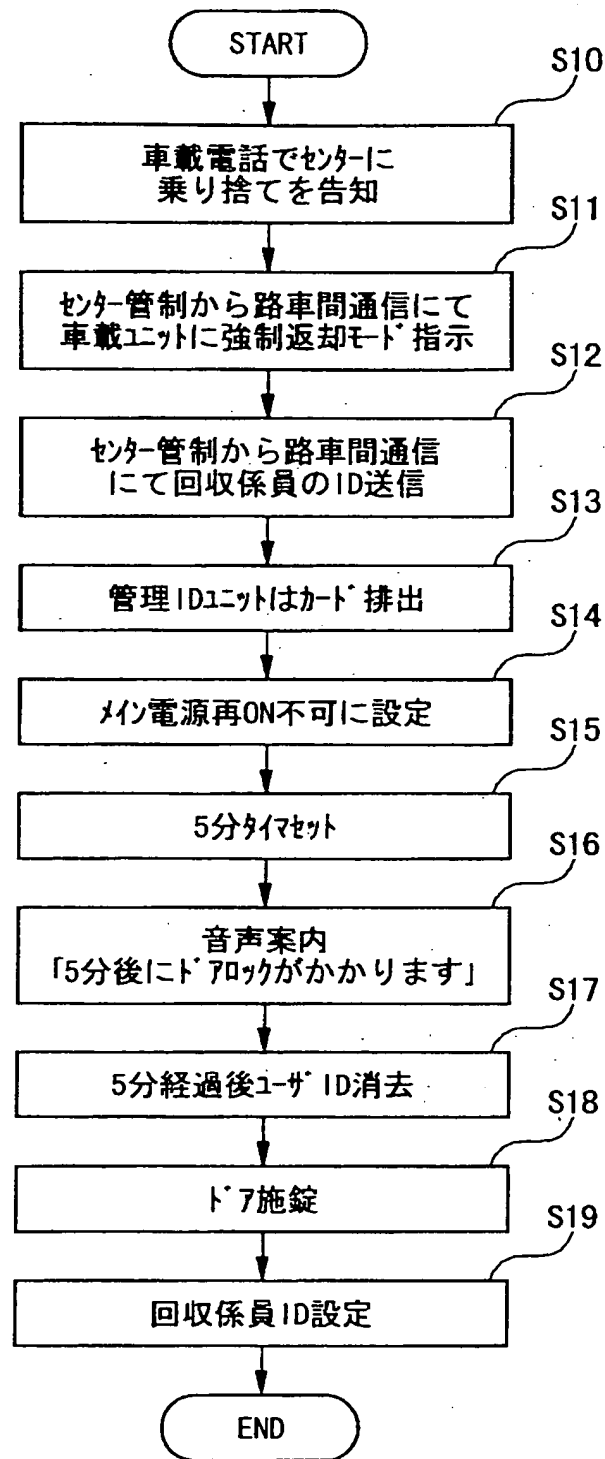 START
S10
車載電話でｾﾝﾀｰに
乗り捨てを告知
S11
ｾﾝﾀｰ管制から路車間通信にて
車載ﾕﾆｯﾄに強制返却ﾓｰﾄﾞ指示
S12
ｾﾝﾀｰ管制から路車間通信
にて回収係員のID送信
S13
管理IDﾕﾆｯﾄはｶｰﾄﾞ排出
S14
ﾒｲﾝ電源再ON不可に設定
S15
5分ﾀｲﾏｾｯﾄ
S16
音声案内
｢5分後にﾄﾞｱﾛｯｸがかかります｣
S17
5分経過後ﾕｰｻﾞID消去
S18
ﾄﾞｱ施錠
S19
回収係員ID設定
END